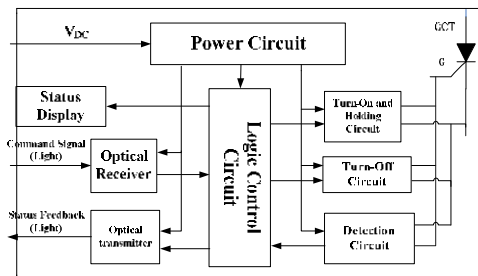 V_DC
Power Circuit
GCT
G
Status
Display
Logic Control
Circuit
Turn-On and
Holding
Circuit
Command Signal
(Light)
Optical
Receiver
Turn-Off
Circuit
Status Feedback
(Light)
Optical
transmitter
Detection
Circuit